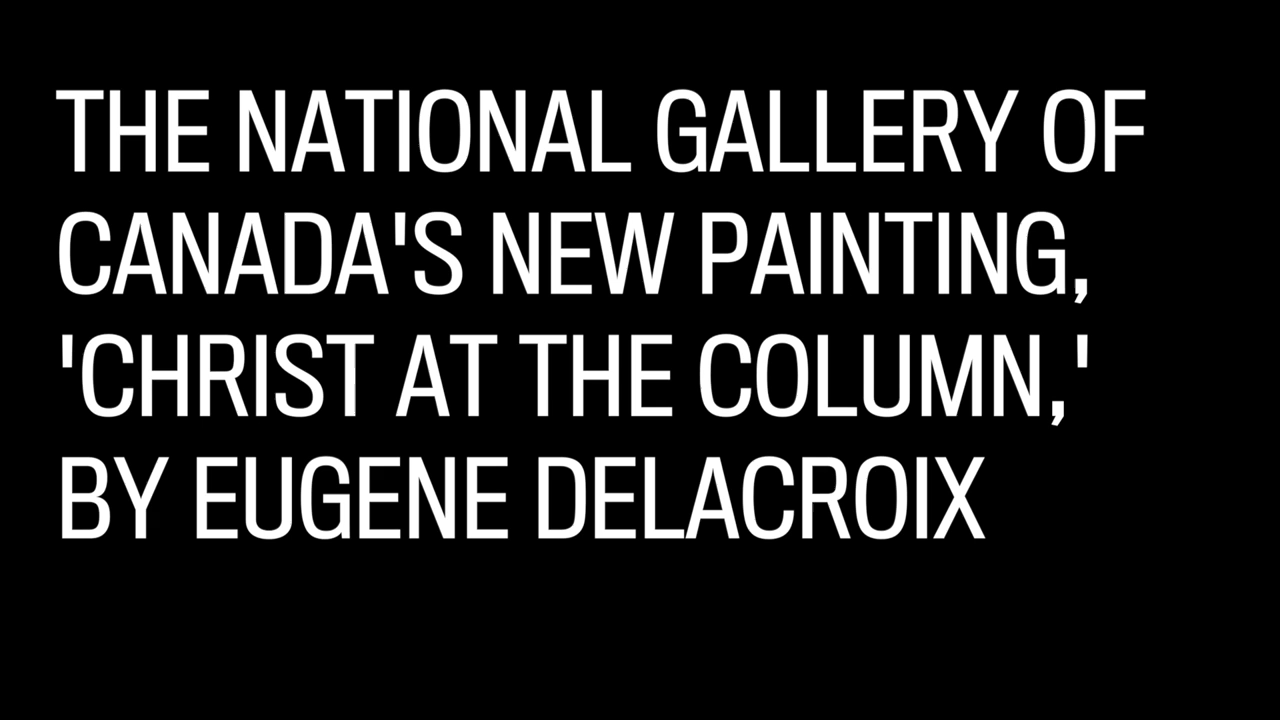 THE NATIONAL GALLERY OF
CANADA'S NEW PAINTING,
'CHRIST AT THE COLUMN,'
BY EUGENE DELACROIX